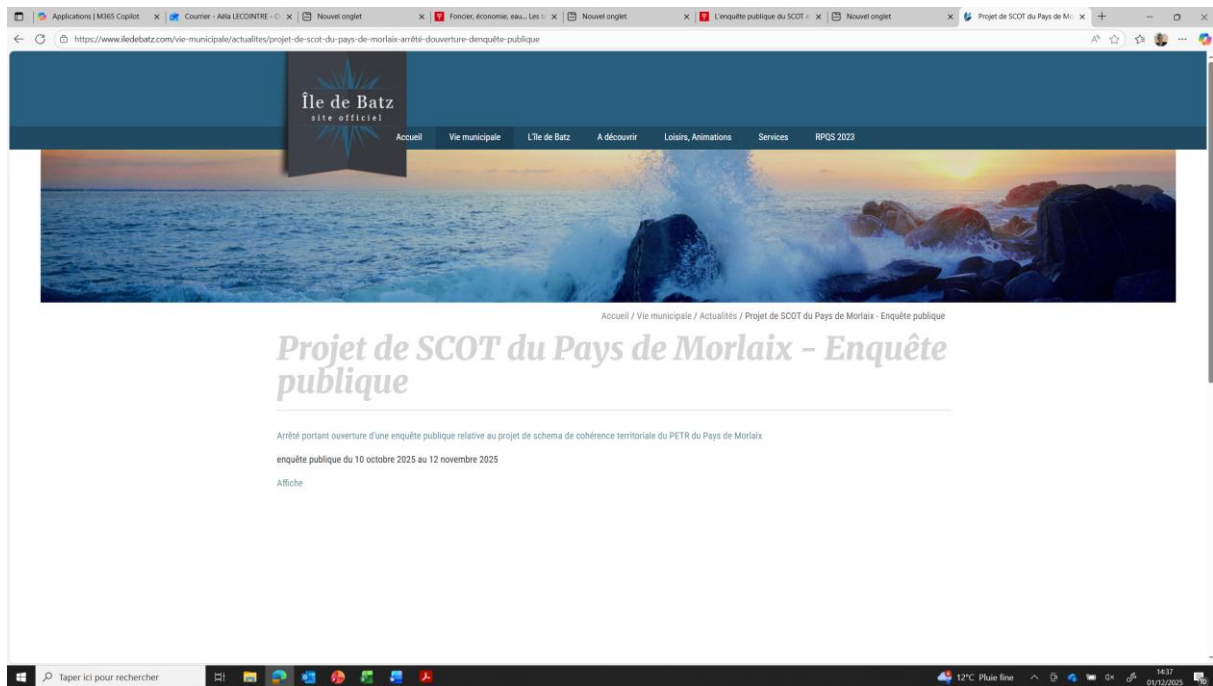 Applications | M365 Copilot
Courrier - Aëla LECOINTRE - O
Nouvel onglet
Foncier, économie, eau... Les t
Nouvel onglet
L'enquête publique du SCOT
Nouvel onglet
Projet de SCOT du Pays de Mo
https://www.iledebatz.com/vie-municipale/actualites/projet-de-scot-du-pays-de-morlaix-arrêté-douverture-denquête-publique
Île de Batz
site officiel
Accueil Vie municipale L'île de Batz A découvrir Loisirs, Animations Services RPQS 2023
Accueil / Vie municipale / Actualités / Projet de SCOT du Pays de Morlaix - Enquête publique
Projet de SCOT du Pays de Morlaix - Enquête
publique
Arrêté portant ouverture d'une enquête publique relative au projet de schema de cohérence territoriale du PETR du Pays de Morlaix
enquête publique du 10 octobre 2025 au 12 novembre 2025
Affiche
Taper ici pour rechercher
12°C Pluie fine
14:37
01/12/2025